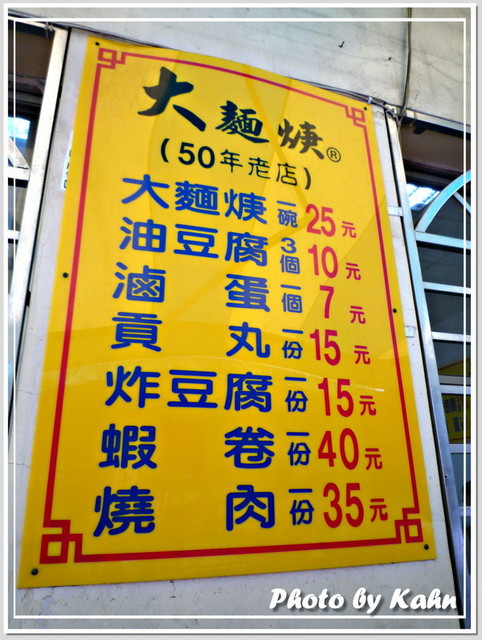 大麵焿®
(50年老店)
大麵焿 一碗 25元
油豆腐 3個 10元
滷蛋 一個 7元
貢丸 一份 15元
炸豆腐 一份 15元
蝦卷 一份 40元
燒肉 一份 35元
Photo by Kahn